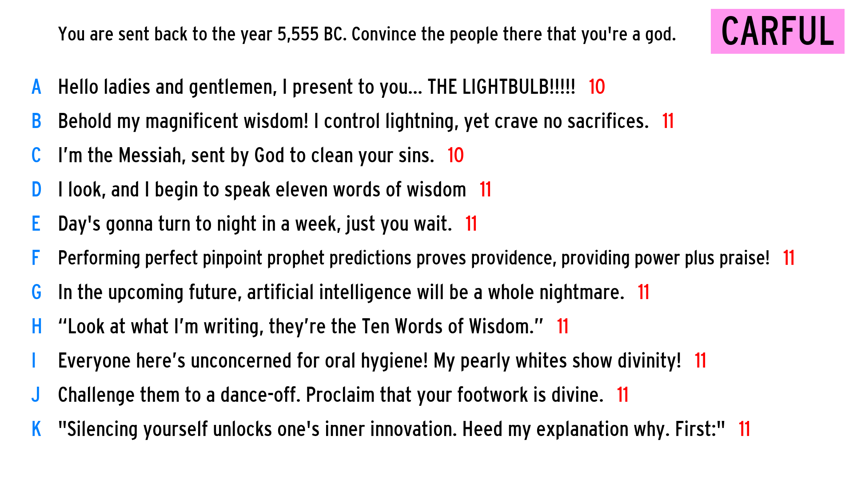 You are sent back to the year 5,555 BC. Convince the people there that you're a god.
CARFUL
A Hello ladies and gentlemen, I present to you... THE LIGHTBULB!!!!! 10
B Behold my magnificent wisdom! I control lightning, yet crave no sacrifices. 11
C I’m the Messiah, sent by God to clean your sins. 10
D I look, and I begin to speak eleven words of wisdom 11
E Day's gonna turn to night in a week, just you wait. 11
F Performing perfect pinpoint prophet predictions proves providence, providing power plus praise! 11
G In the upcoming future, artificial intelligence will be a whole nightmare. 11
H “Look at what I’m writing, they’re the Ten Words of Wisdom.” 11
I Everyone here’s unconcerned for oral hygiene! My pearly whites show divinity! 11
J Challenge them to a dance-off. Proclaim that your footwork is divine. 11
K "Silencing yourself unlocks one's inner innovation. Heed my explanation why. First:" 11